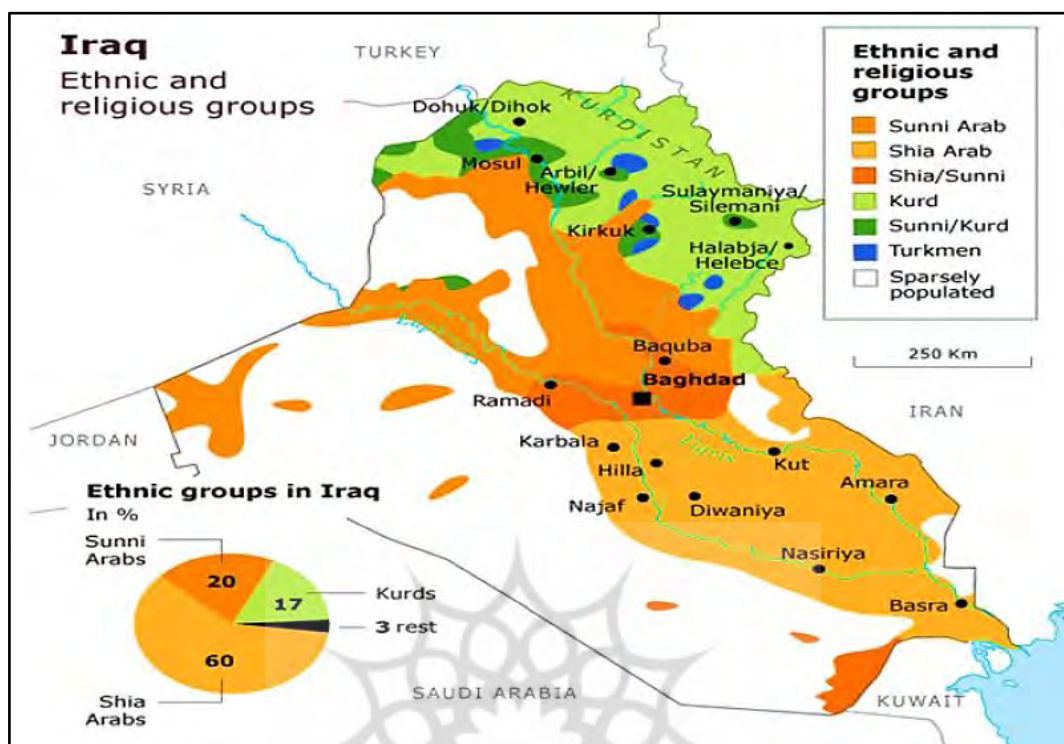 Iraq
Ethnic and
religious groups
TURKEY
SYRIA
JORDAN
SAUDI ARABIA
KUWAIT
IRAN
KURDISTAN
Dohuk/Dihok
Mosul
Arbil/
Hewler
Sulaymaniya/
Silemani
Kirkuk
Halabja/
Helebce
Euphrates
Baquba
Baghdad
Ramadi
Karbala
Tigris
Kut
Hilla
Amara
Najaf
Diwaniya
Nasiriya
Basra
Ethnic and
religious
groups
Sunni Arab
Shia Arab
Shia/Sunni
Kurd
Sunni/Kurd
Turkmen
Sparsely
populated
250 Km
Ethnic groups in Iraq
In %
Sunni
Arabs
20
17
Kurds
3 rest
60
Shia
Arabs